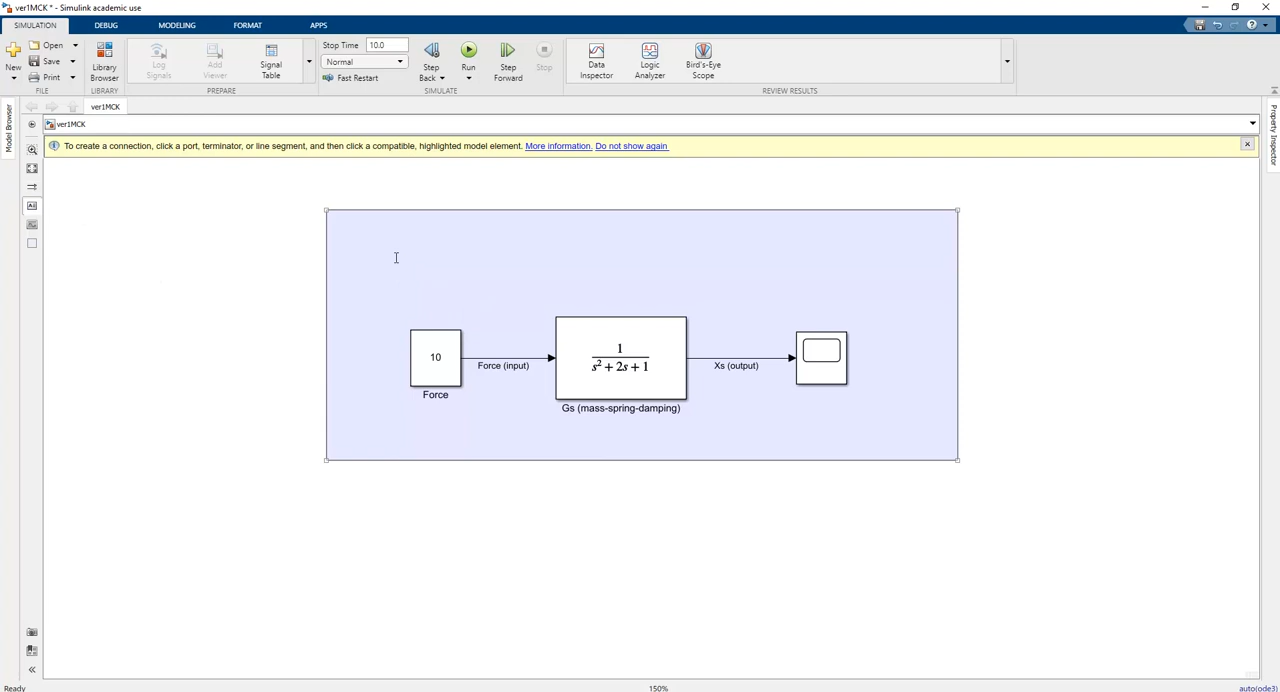 ver1MCK * - Simulink academic use
SIMULATION DEBUG MODELING FORMAT APPS
New
Open
Save
Print
FILE
Library Browser
LIBRARY
Log Signals
Add Viewer
Signal Table
PREPARE
Stop Time 10.0
Normal
Fast Restart
Step Back
Run
Step Forward
Stop
SIMULATE
Data Inspector
Logic Analyzer
Bird's-Eye Scope
REVIEW RESULTS
ver1MCK
ver1MCK
Model Browser
Property Inspector
To create a connection, click a port, terminator, or line segment, and then click a compatible, highlighted model element. More information. Do not show again
10
Force
Force (input)
1
s² + 2s + 1
Gs (mass-spring-damping)
Xs (output)
Ready 150% auto(ode3)